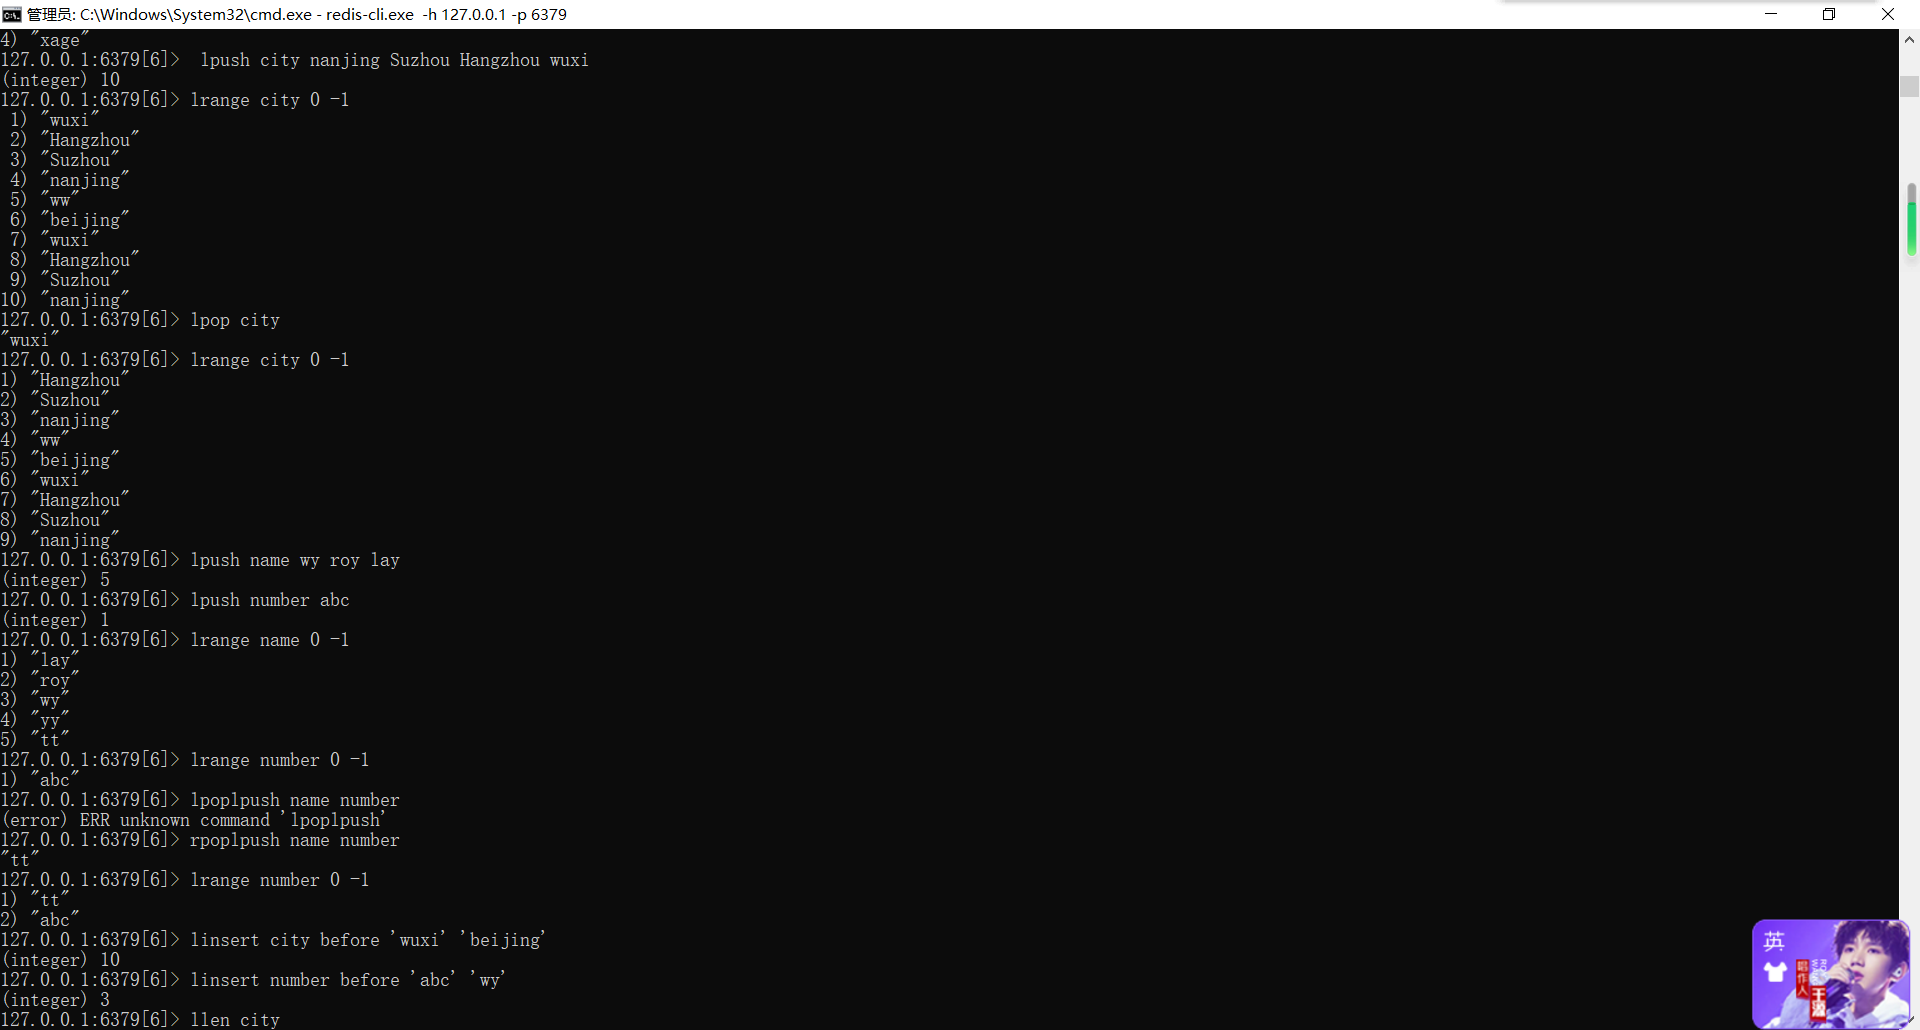 管理员: C:\Windows\System32\cmd.exe - redis-cli.exe  -h 127.0.0.1 -p 6379
4) "xage"
127.0.0.1:6379[6]>  lpush city nanjing Suzhou Hangzhou wuxi
(integer) 10
127.0.0.1:6379[6]> lrange city 0 -1
 1) "wuxi"
 2) "Hangzhou"
 3) "Suzhou"
 4) "nanjing"
 5) "ww"
 6) "beijing"
 7) "wuxi"
 8) "Hangzhou"
 9) "Suzhou"
10) "nanjing"
127.0.0.1:6379[6]> lpop city
"wuxi"
127.0.0.1:6379[6]> lrange city 0 -1
1) "Hangzhou"
2) "Suzhou"
3) "nanjing"
4) "ww"
5) "beijing"
6) "wuxi"
7) "Hangzhou"
8) "Suzhou"
9) "nanjing"
127.0.0.1:6379[6]> lpush name wy roy lay
(integer) 5
127.0.0.1:6379[6]> lpush number abc
(integer) 1
127.0.0.1:6379[6]> lrange name 0 -1
1) "lay"
2) "roy"
3) "wy"
4) "yy"
5) "tt"
127.0.0.1:6379[6]> lrange number 0 -1
1) "abc"
127.0.0.1:6379[6]> lpoplpush name number
(error) ERR unknown command 'lpoplpush'
127.0.0.1:6379[6]> rpoplpush name number
"tt"
127.0.0.1:6379[6]> lrange number 0 -1
1) "tt"
2) "abc"
127.0.0.1:6379[6]> linsert city before 'wuxi' 'beijing'
(integer) 10
127.0.0.1:6379[6]> linsert number before 'abc' 'wy'
(integer) 3
127.0.0.1:6379[6]> llen city
英
唱作人
王源